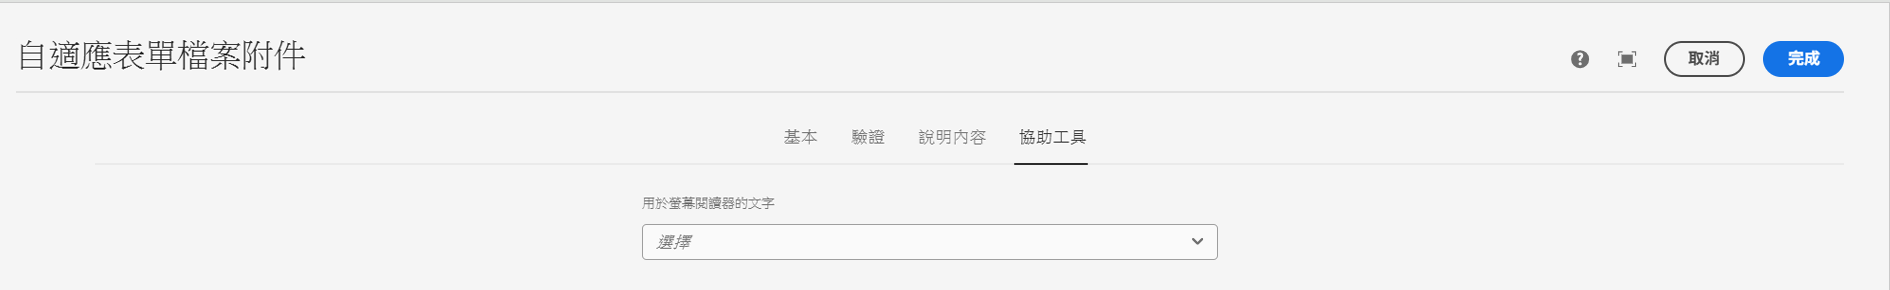 自適應表單檔案附件
取消
完成
基本
驗證
說明內容
協助工具
用於螢幕閱讀器的文字
選擇